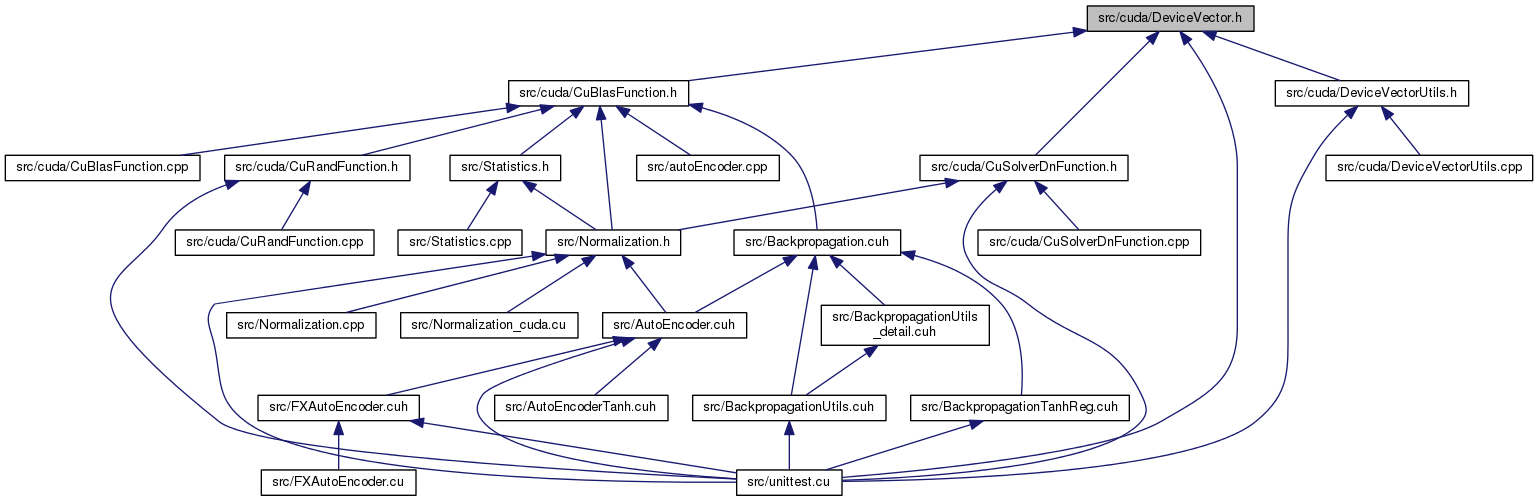 src/cuda/DeviceVector.h
src/cuda/CuBlasFunction.h
src/cuda/DeviceVectorUtils.h
src/cuda/CuBlasFunction.cpp
src/cuda/CuRandFunction.h
src/Statistics.h
src/autoEncoder.cpp
src/cuda/CuSolverDnFunction.h
src/cuda/DeviceVectorUtils.cpp
src/cuda/CuRandFunction.cpp
src/Statistics.cpp
src/Normalization.h
src/Backpropagation.cuh
src/cuda/CuSolverDnFunction.cpp
src/Normalization.cpp
src/Normalization_cuda.cu
src/AutoEncoder.cuh
src/BackpropagationUtils
_detail.cuh
src/FXAutoEncoder.cuh
src/AutoEncoderTanh.cuh
src/BackpropagationUtils.cuh
src/BackpropagationTanhReg.cuh
src/FXAutoEncoder.cu
src/unittest.cu